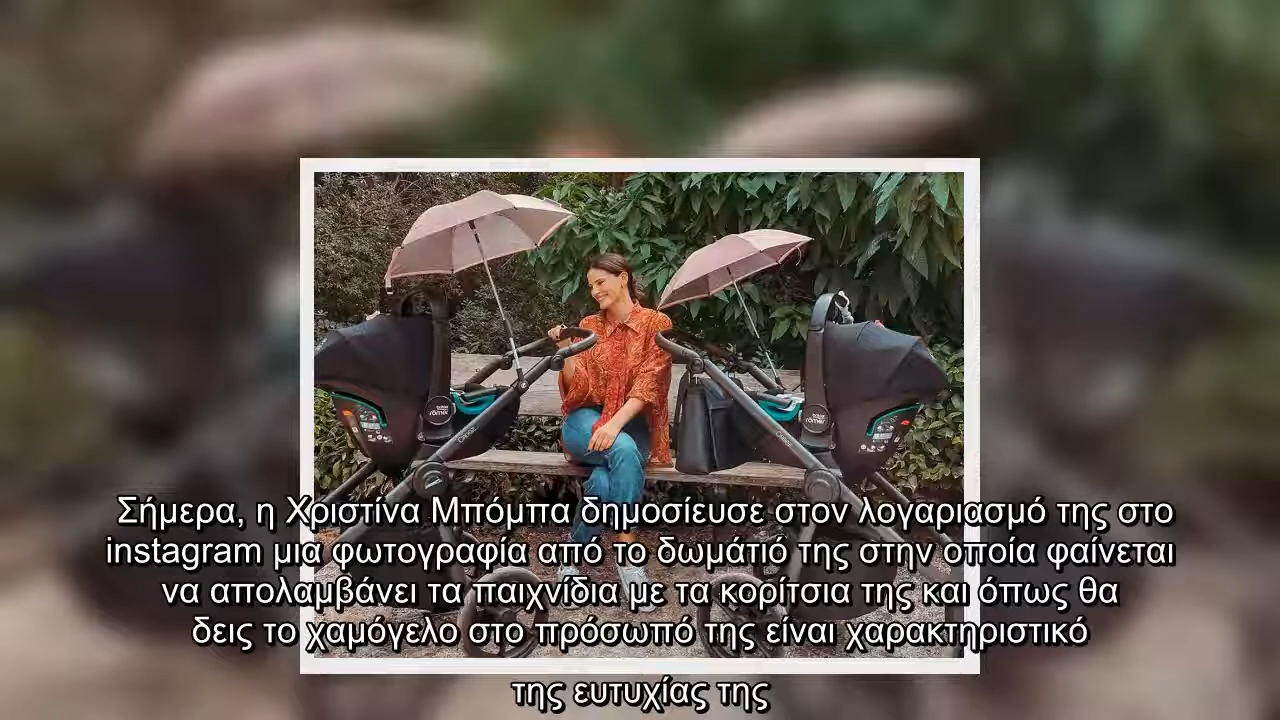 Σήμερα, η Χριστίνα Μπόμπα δημοσίευσε στον λογαριασμό της στο
instagram μια φωτογραφία από το δωμάτιό της στην οποία φαίνεται
να απολαμβάνει τα παιχνίδια με τα κορίτσια της και όπως θα
δεις το χαμόγελο στο πρόσωπό της είναι χαρακτηριστικό
της ευτυχίας της
römer
römer